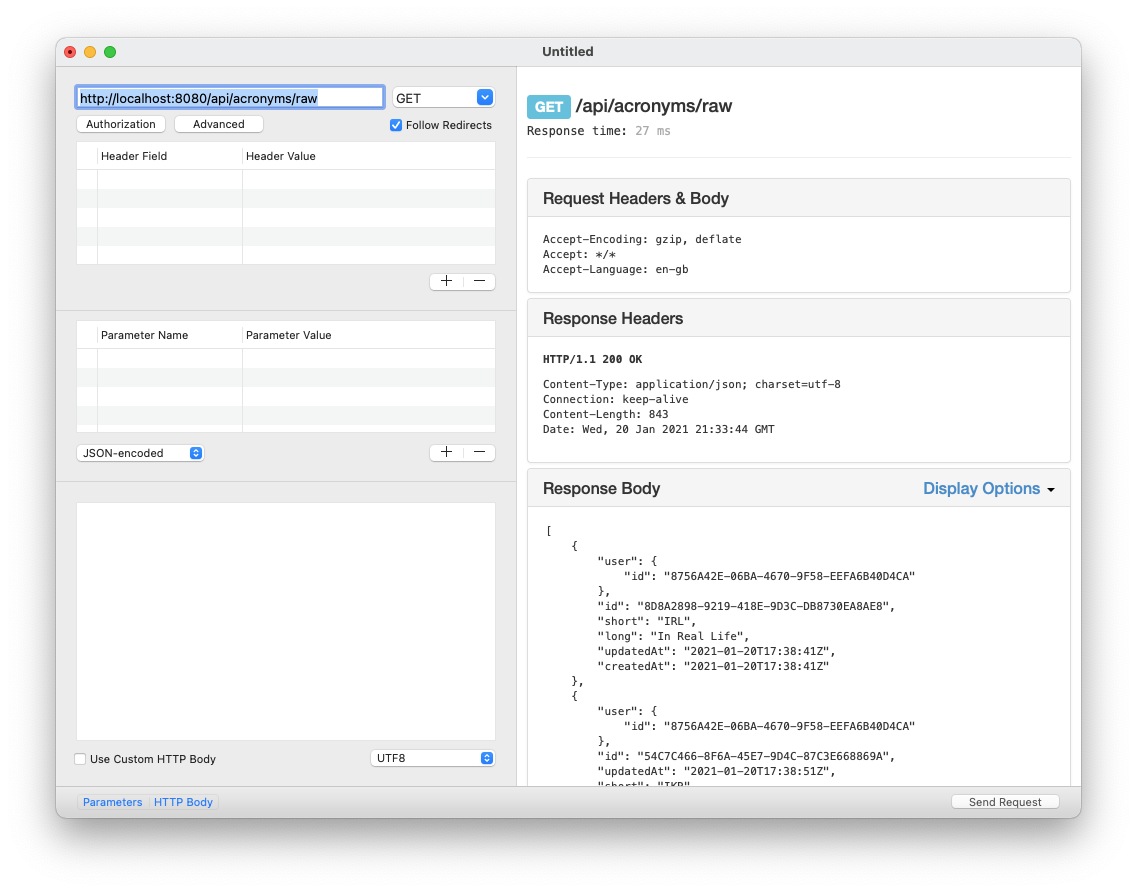 Untitled
http://localhost:8080/api/acronyms/raw
GET
Authorization
Advanced
Follow Redirects
Header Field
Header Value
Parameter Name
Parameter Value
JSON-encoded
Use Custom HTTP Body
UTF8
Parameters
HTTP Body
GET /api/acronyms/raw
Response time: 27 ms
Request Headers & Body
Accept-Encoding: gzip, deflate
Accept: */*
Accept-Language: en-gb
Response Headers
HTTP/1.1 200 OK
Content-Type: application/json; charset=utf-8
Connection: keep-alive
Content-Length: 843
Date: Wed, 20 Jan 2021 21:33:44 GMT
Response Body
Display Options
[
{
"user": {
"id": "8756A42E-06BA-4670-9F58-EEFA6B40D4CA"
},
"id": "8D8A2898-9219-418E-9D3C-DB8730EA8AE8",
"short": "IRL",
"long": "In Real Life",
"updatedAt": "2021-01-20T17:38:41Z",
"createdAt": "2021-01-20T17:38:41Z"
},
{
"user": {
"id": "8756A42E-06BA-4670-9F58-EEFA6B40D4CA"
},
"id": "54C7C466-8F6A-45E7-9D4C-87C3E668869A",
"updatedAt": "2021-01-20T17:38:51Z",
Send Request